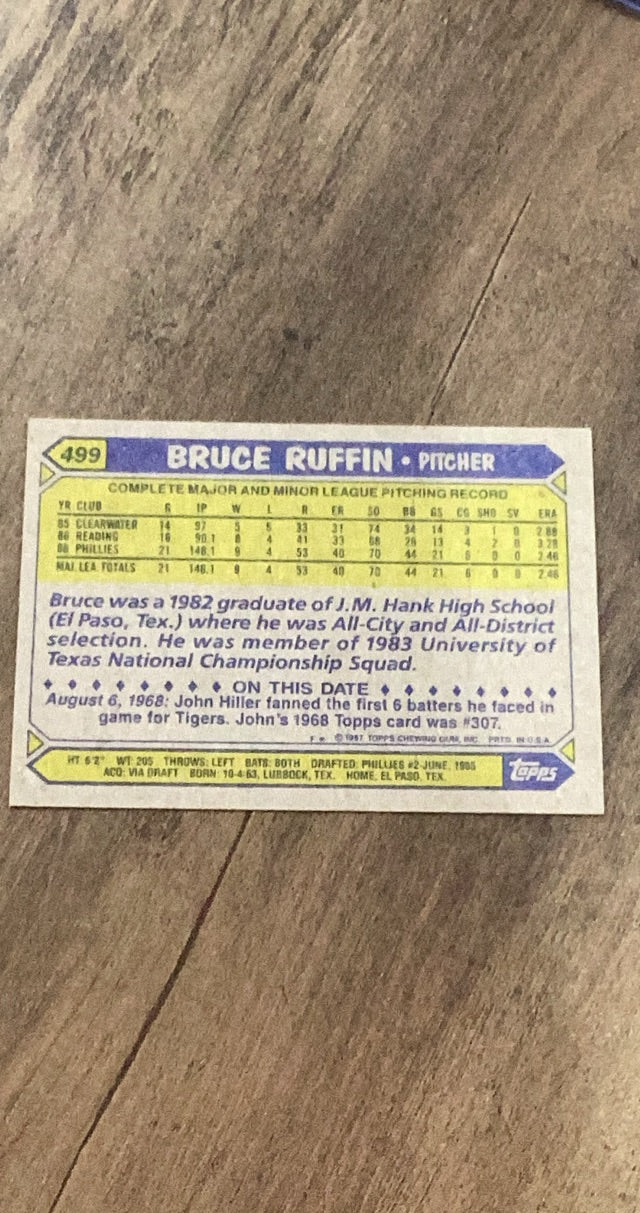 499 BRUCE RUFFIN • PITCHER
COMPLETE MAJOR AND MINOR LEAGUE PITCHING RECORD
YR CLUB G IP W L R ER SO BB GS CG SHO SV ERA
85 CLEARWATER 14 97 5 5 33 31 74 34 14 3 1 0 2.88
86 READING 16 90.1 8 4 41 33 68 26 13 4 2 0 3.29
86 PHILLIES 21 146.1 9 4 53 40 70 44 21 6 0 0 2.46
MAJ. LEA. TOTALS 21 146.1 9 4 53 40 70 44 21 6 0 0 2.46
Bruce was a 1982 graduate of J.M. Hank High School
(El Paso, Tex.) where he was All-City and All-District
selection. He was member of 1983 University of
Texas National Championship Squad.
ON THIS DATE
August 6, 1968: John Hiller fanned the first 6 batters he faced in
game for Tigers. John's 1968 Topps card was #307.
© 1987 TOPPS CHEWING GUM, INC. PRTD. IN U.S.A.
HT: 6'2" WT: 205 THROWS: LEFT BATS: BOTH DRAFTED: PHILLIES #2-JUNE, 1985
ACQ: VIA DRAFT BORN: 10-4-63, LUBBOCK, TEX. HOME: EL PASO, TEX.
Topps